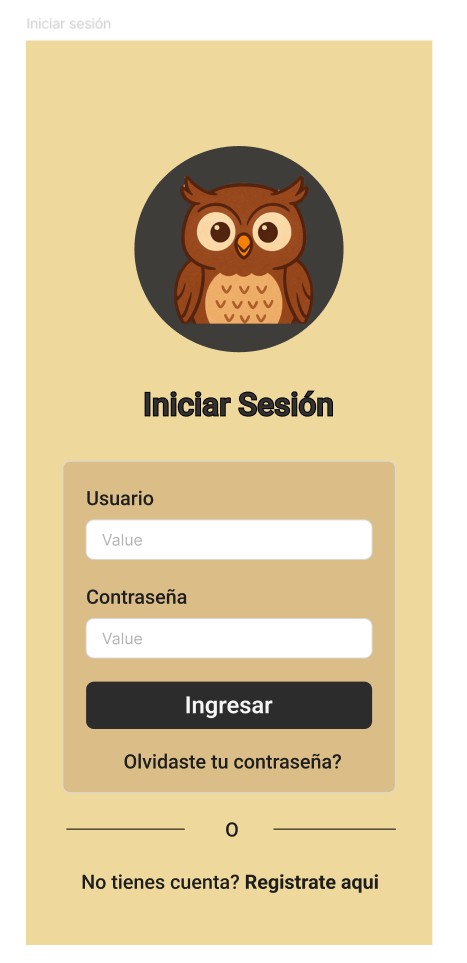 Iniciar sesión
Iniciar Sesión
Usuario
Value
Contraseña
Value
Ingresar
Olvidaste tu contraseña?
O
No tienes cuenta? Registrate aqui